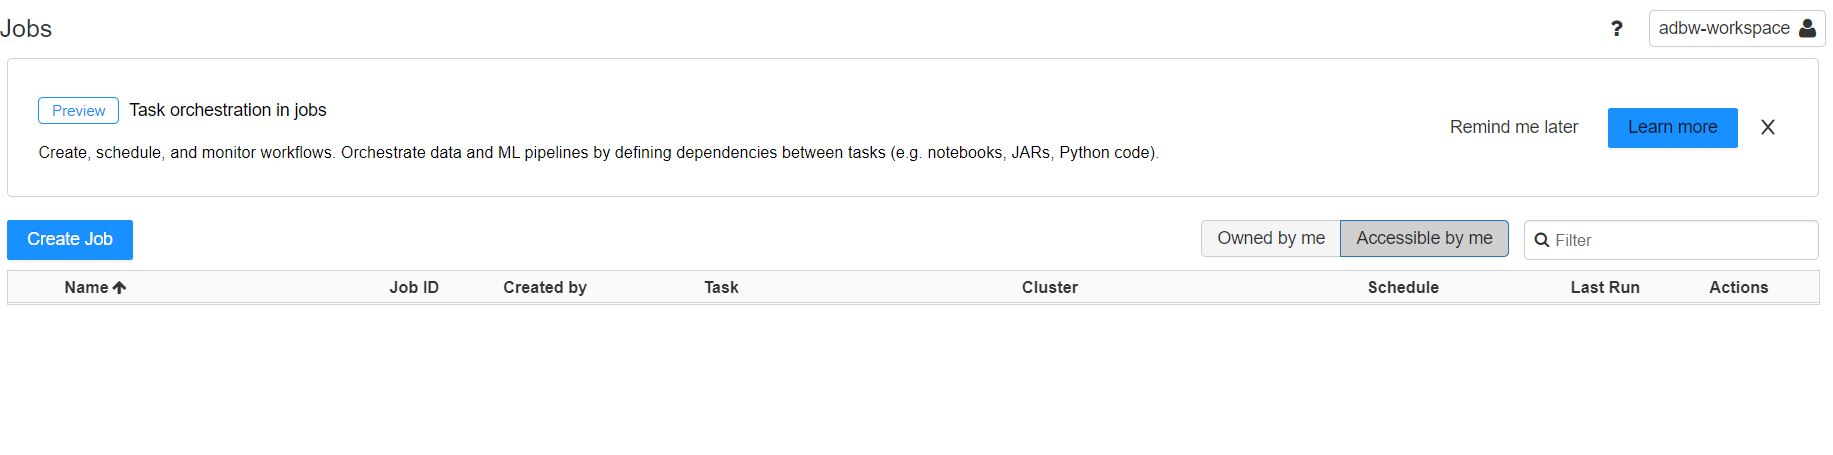 Jobs
? adbw-workspace
Preview Task orchestration in jobs
Create, schedule, and monitor workflows. Orchestrate data and ML pipelines by defining dependencies between tasks (e.g. notebooks, JARs, Python code).
Remind me later Learn more X
Create Job Owned by me Accessible by me Filter
Name Job ID Created by Task Cluster Schedule Last Run Actions